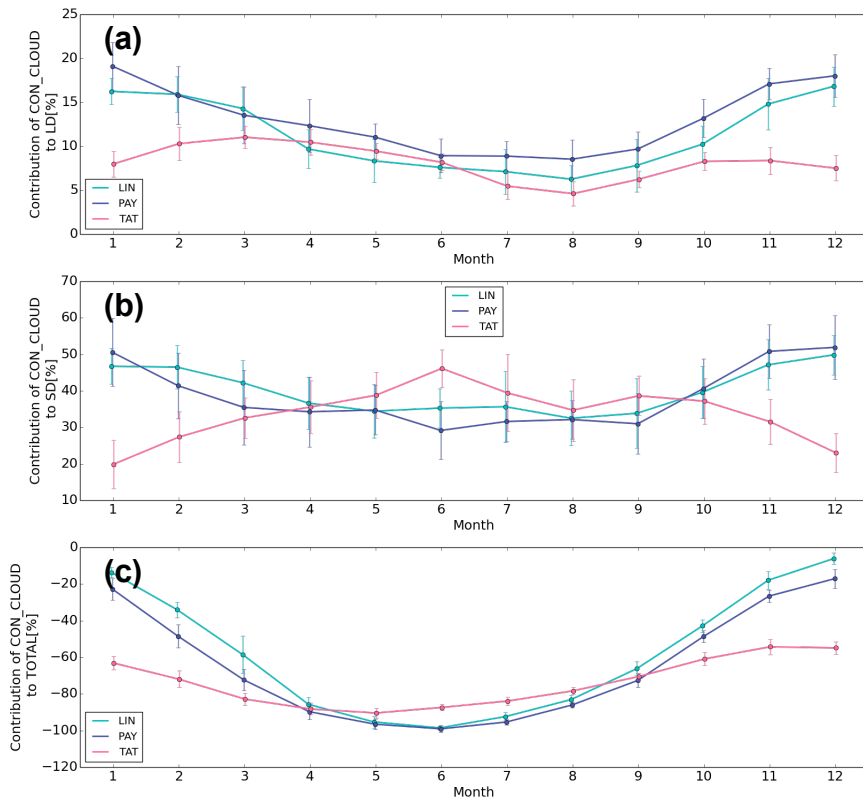 (a)
Contribution of CON_CLOUD
to LD[%]
25
20
15
10
5
0
LIN
PAY
TAT
1 2 3 4 5 6 7 8 9 10 11 12
Month
(b)
Contribution of CON_CLOUD
to SD[%]
70
60
50
40
30
20
10
LIN
PAY
TAT
1 2 3 4 5 6 7 8 9 10 11 12
Month
(c)
Contribution of CON_CLOUD
to TOTAL[%]
0
−20
−40
−60
−80
−100
−120
LIN
PAY
TAT
1 2 3 4 5 6 7 8 9 10 11 12
Month